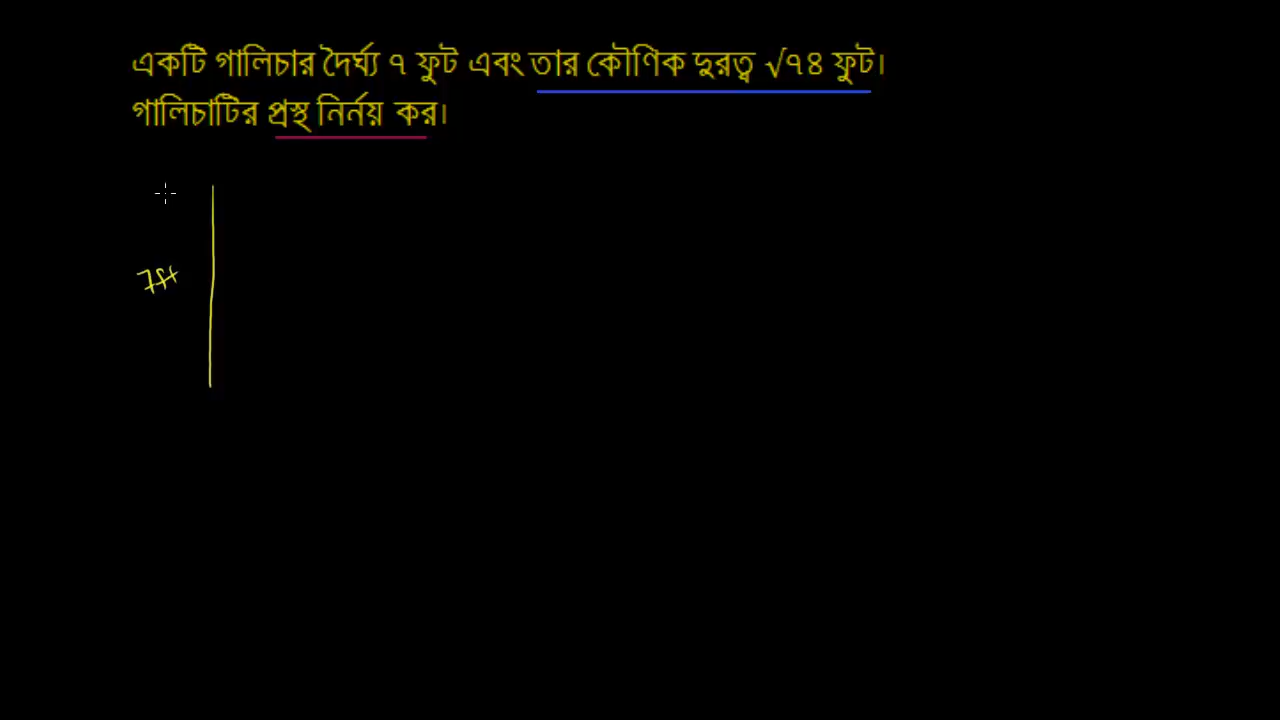 একটি গালিচার দৈর্ঘ্য ৭ ফুট এবং তার কৌণিক দুরত্ব √৭৪ ফুট।
গালিচাটির প্রস্থ নির্নয় কর।
7ft